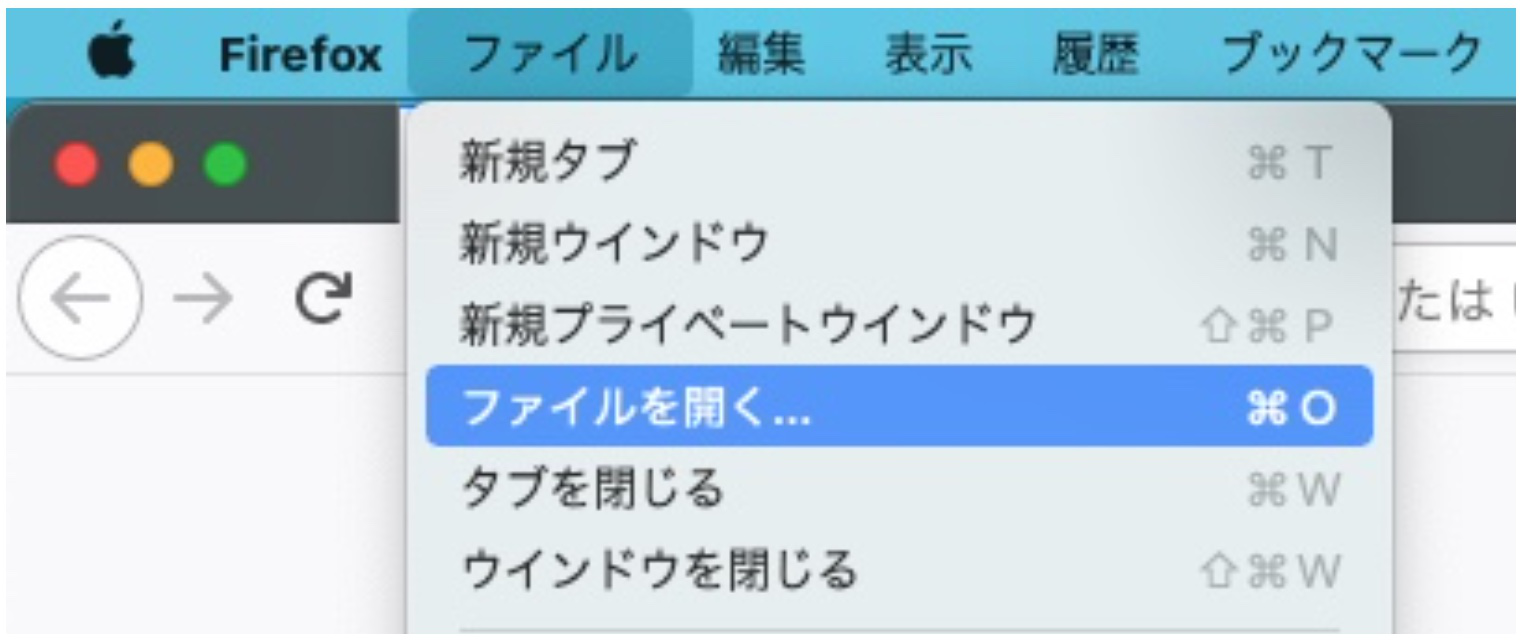 Firefox ファイル 編集 表示 履歴 ブックマーク
新規タブ ⌘ T
新規ウインドウ ⌘ N
新規プライベートウインドウ ⇧⌘ P
たは
ファイルを開く... ⌘ O
タブを閉じる ⌘ W
ウインドウを閉じる ⇧⌘ W